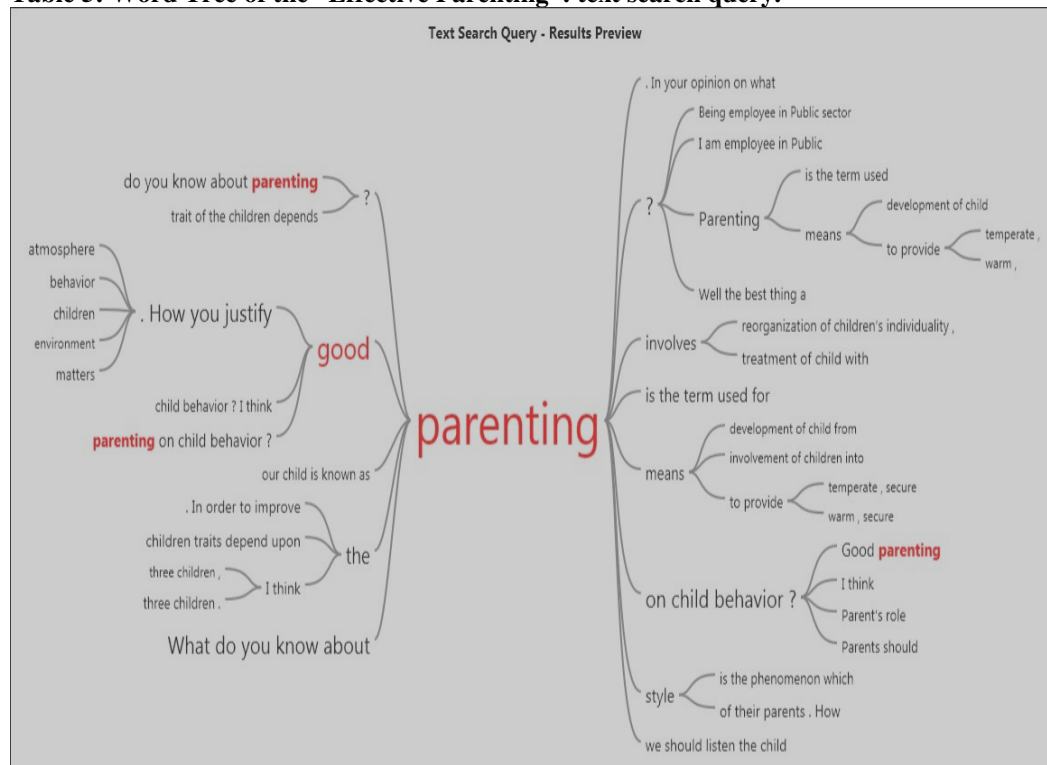 Table 3: Word Tree of the "Effective Parenting": text search query.
Text Search Query - Results Preview
do you know about parenting
trait of the children depends
?
atmosphere
behavior
children
environment
matters
. How you justify
child behavior ? I think
parenting on child behavior ?
good
our child is known as
. In order to improve
children traits depend upon
three children ,
three children .
I think
the
What do you know about
parenting
. In your opinion on what
?
Being employee in Public sector
I am employee in Public
Parenting
is the term used
means
development of child
to provide
temperate ,
warm ,
Well the best thing a
involves
reorganization of children's individuality ,
treatment of child with
is the term used for
means
development of child from
involvement of children into
to provide
temperate , secure
warm , secure
on child behavior ?
Good parenting
I think
Parent's role
Parents should
style
is the phenomenon which
of their parents . How
we should listen the child